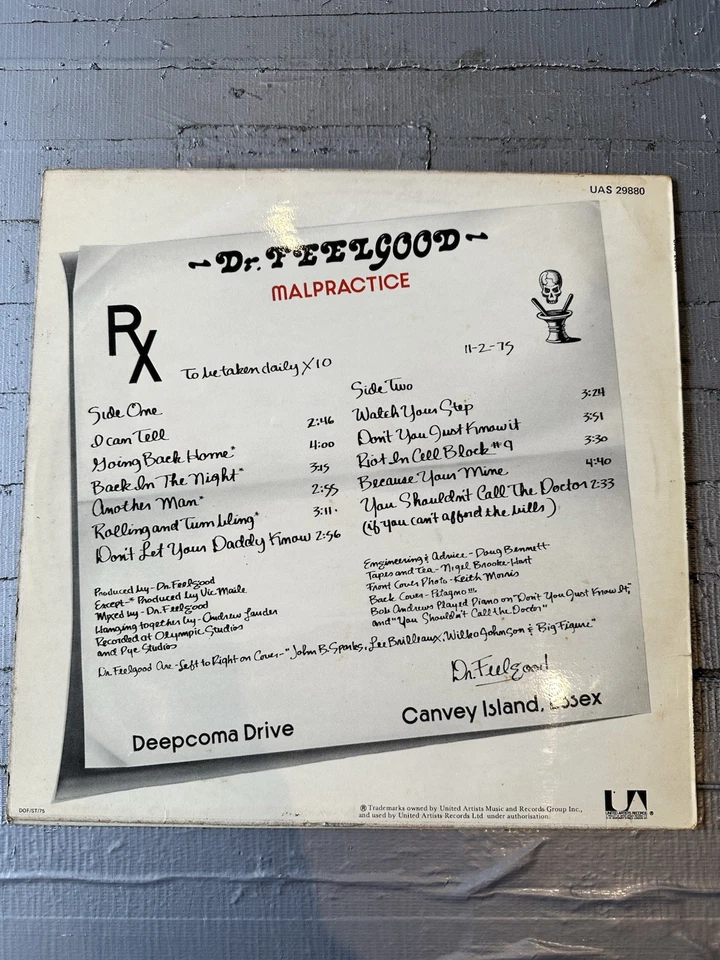 UAS 29880
~Dr. FEELGOOD~
MALPRACTICE
RX
To be taken daily X10
11-2-75
Side One
I can Tell 2:46
Going Back Home* 4:00
Back In The Night* 3:15
Another Man* 2:55
Rolling and Tumbling* 3:11.
Don't Let Your Daddy Know 2:56
Side Two
Watch Your Step 3:24
Don't You Just Know it 3:51
Riot In Cell Block #9 3:30
Because Your Mine 4:40
You Shouldn't Call The Doctor 2:33
(if you can't afford the bills)
Produced by - Dr. Feelgood
Except-* Produced by Vic Maile
Mixed by - Dr. Feelgood
Hanging together by - Andrew Lauder
Recorded at Olympic Studios
and Pye Studios
Engineering & Advice - Doug Bennett
Tapes and Tea - Nigel Brooke-Hart
Front Cover Photo - Keith Morris
Back Cover - Pitagno !!!
Bob Andrews Played Piano on "Don't You Just Know It,"
and "You Shouldn't Call the Doctor"
Dr. Feelgood Are - Left to Right on Cover - "John B. Sparks, Lee Brilleaux, Wilko Johnson & Big Figure"
Dr. Feelgood
Deepcoma Drive
Canvey Island, Essex
DOF/ST/75
® Trademarks owned by United Artists Music and Records Group Inc.,
and used by United Artists Records Ltd under authorisation.
UA
UNITED ARTISTS RECORDS ®